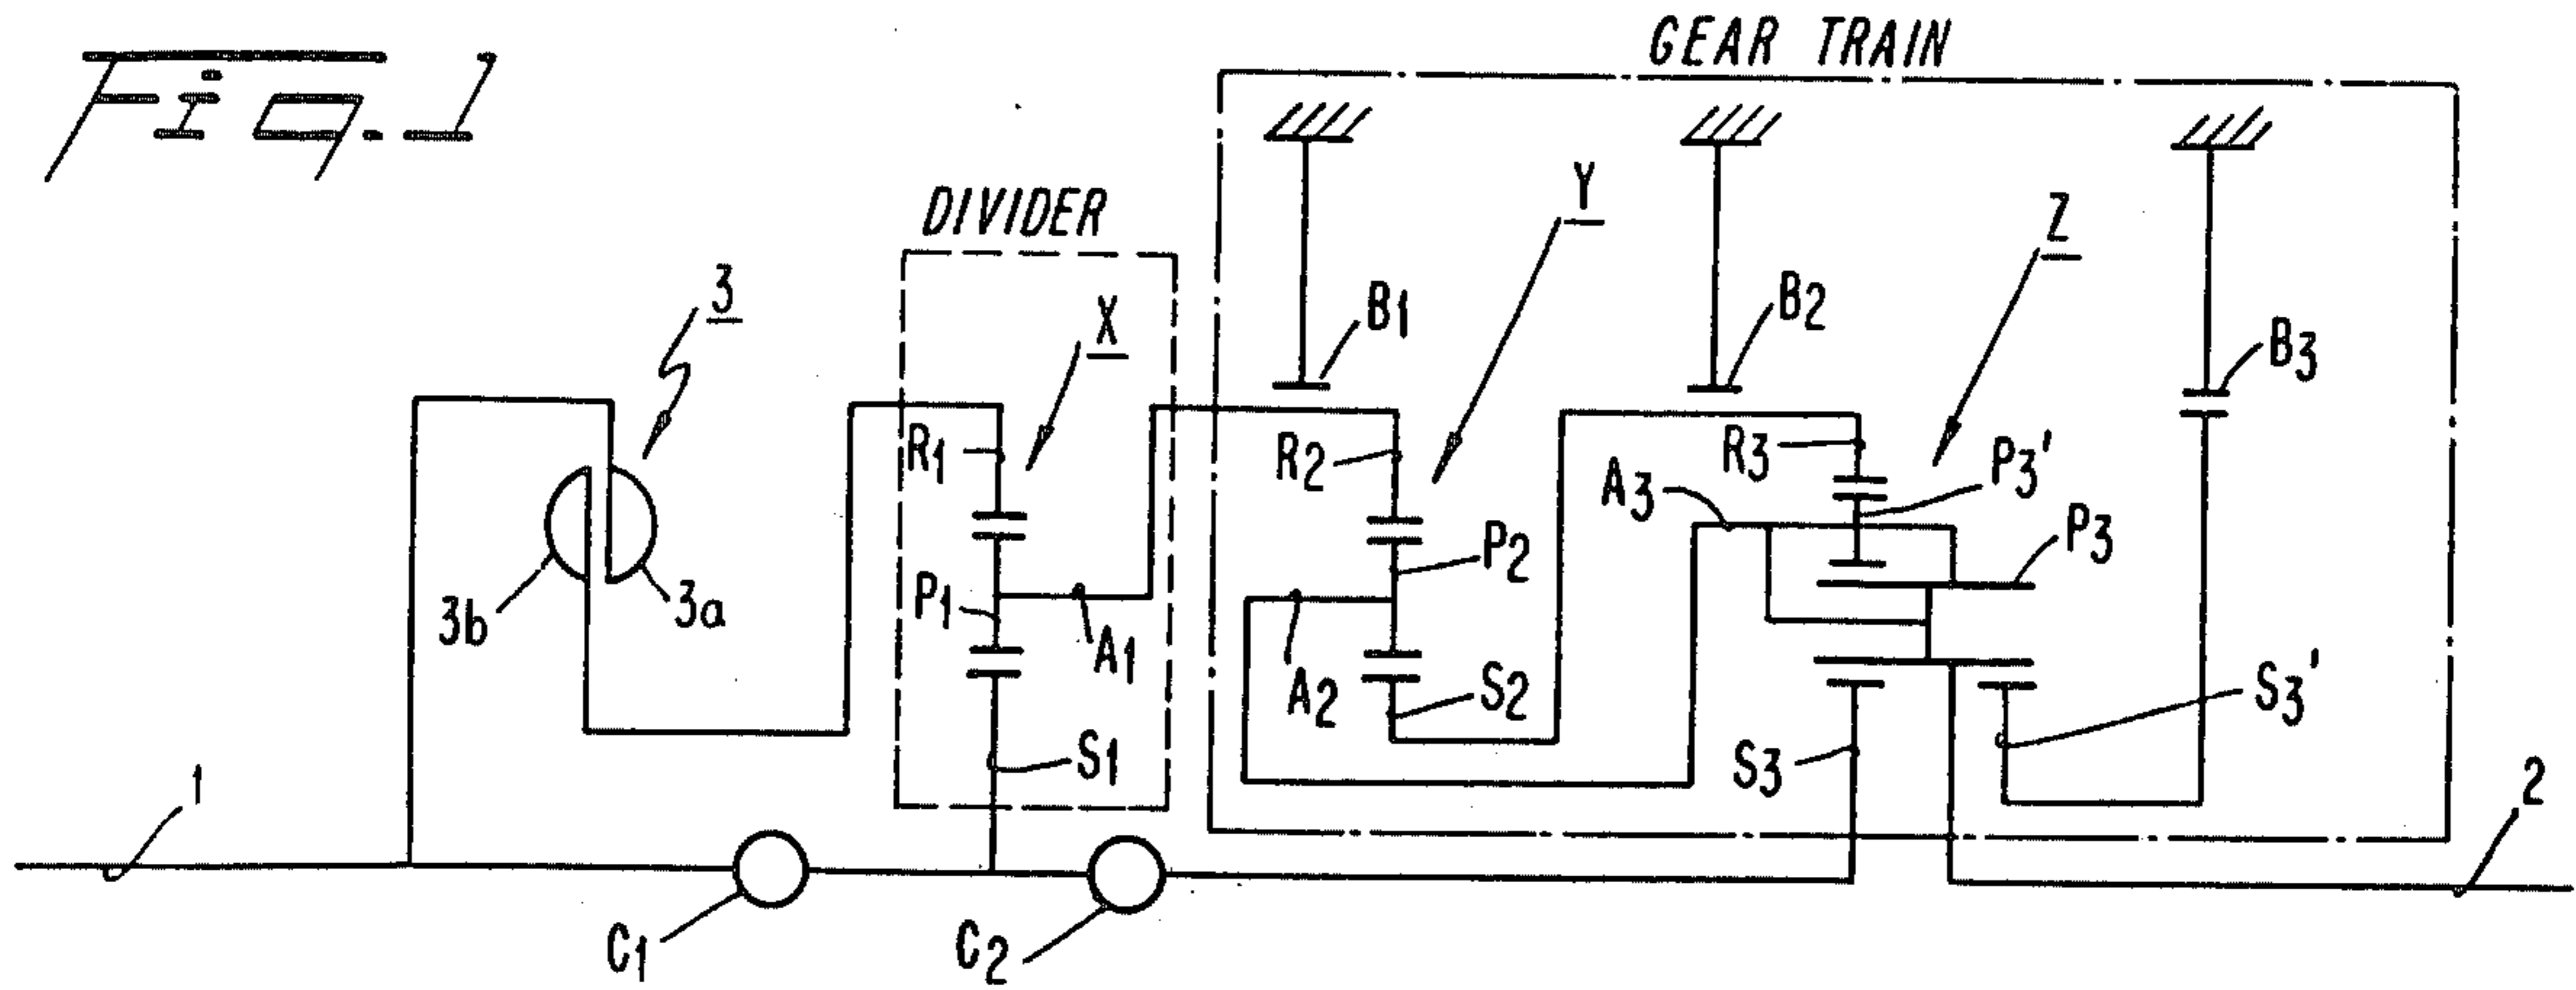 Fig. 1
GEAR TRAIN
DIVIDER
Y
Z
3
X
B1
B2
B3
R1
R2
R3
P3'
A3
P3
P2
3b
3a
P1
A1
A2
S2
S3'
S1
S3
1
2
C1
C2